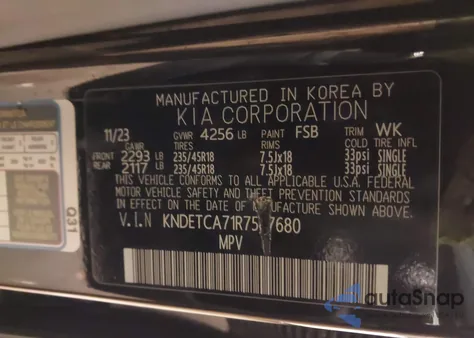 MANUFACTURED IN KOREA BY
KIA CORPORATION
11/23 GVWR 4256 LB PAINT FSB TRIM WK
GAWR TIRES RIMS COLD
FRONT 2293 LB 235/45R18 7.5Jx18 33psi SINGLE
REAR 2117 LB 235/45R18 7.5Jx18 33psi SINGLE
THIS VEHICLE CONFORMS TO ALL APPLICABLE U.S.A. FEDERAL
MOTOR VEHICLE SAFETY AND THEFT PREVENTION STANDARDS
IN EFFECT ON THE DATE OF MANUFACTURE SHOWN ABOVE.
V.I.N
MPV
Q31
autaSnap